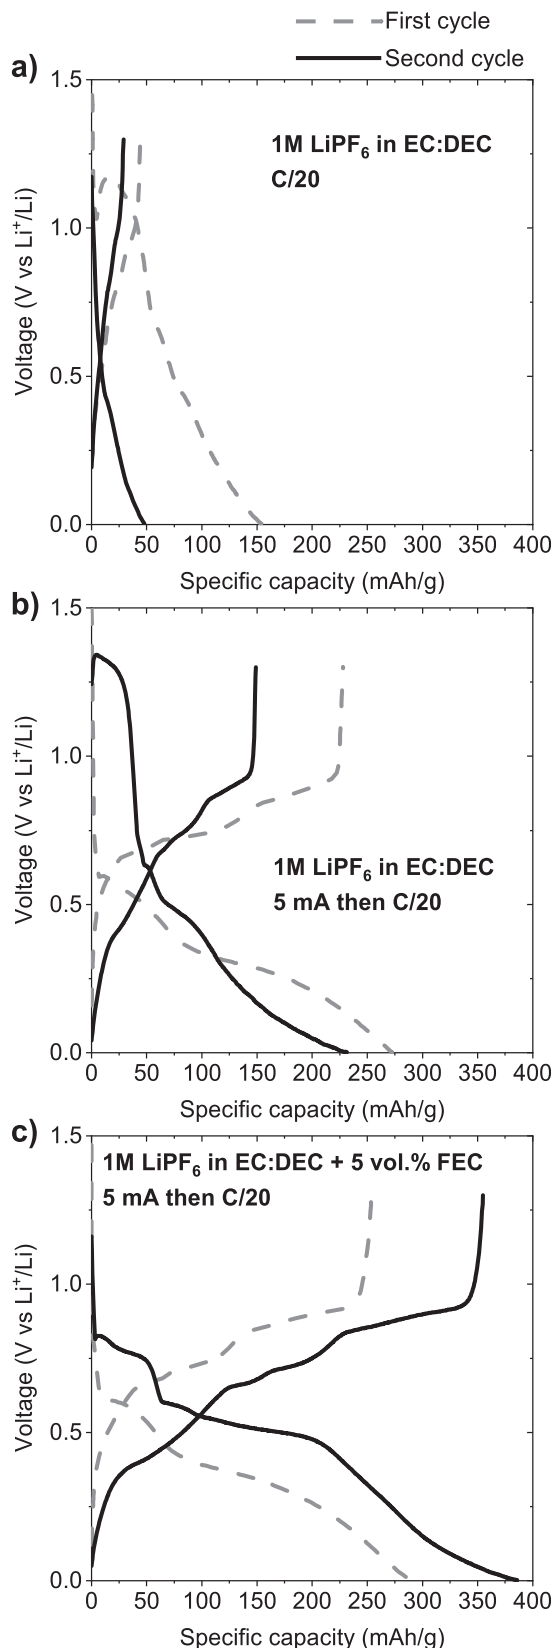 First cycle
Second cycle
a)
1.5
1M LiPF6 in EC:DEC
C/20
1.0
0.5
0.0
Voltage (V vs Li+/Li)
0 50 100 150 200 250 300 350 400
Specific capacity (mAh/g)
b)
1.5
1.0
1M LiPF6 in EC:DEC
5 mA then C/20
0.5
0.0
Voltage (V vs Li+/Li)
0 50 100 150 200 250 300 350 400
Specific capacity (mAh/g)
c)
1.5
1M LiPF6 in EC:DEC + 5 vol.% FEC
5 mA then C/20
1.0
0.5
0.0
Voltage (V vs Li+/Li)
0 50 100 150 200 250 300 350 400
Specific capacity (mAh/g)